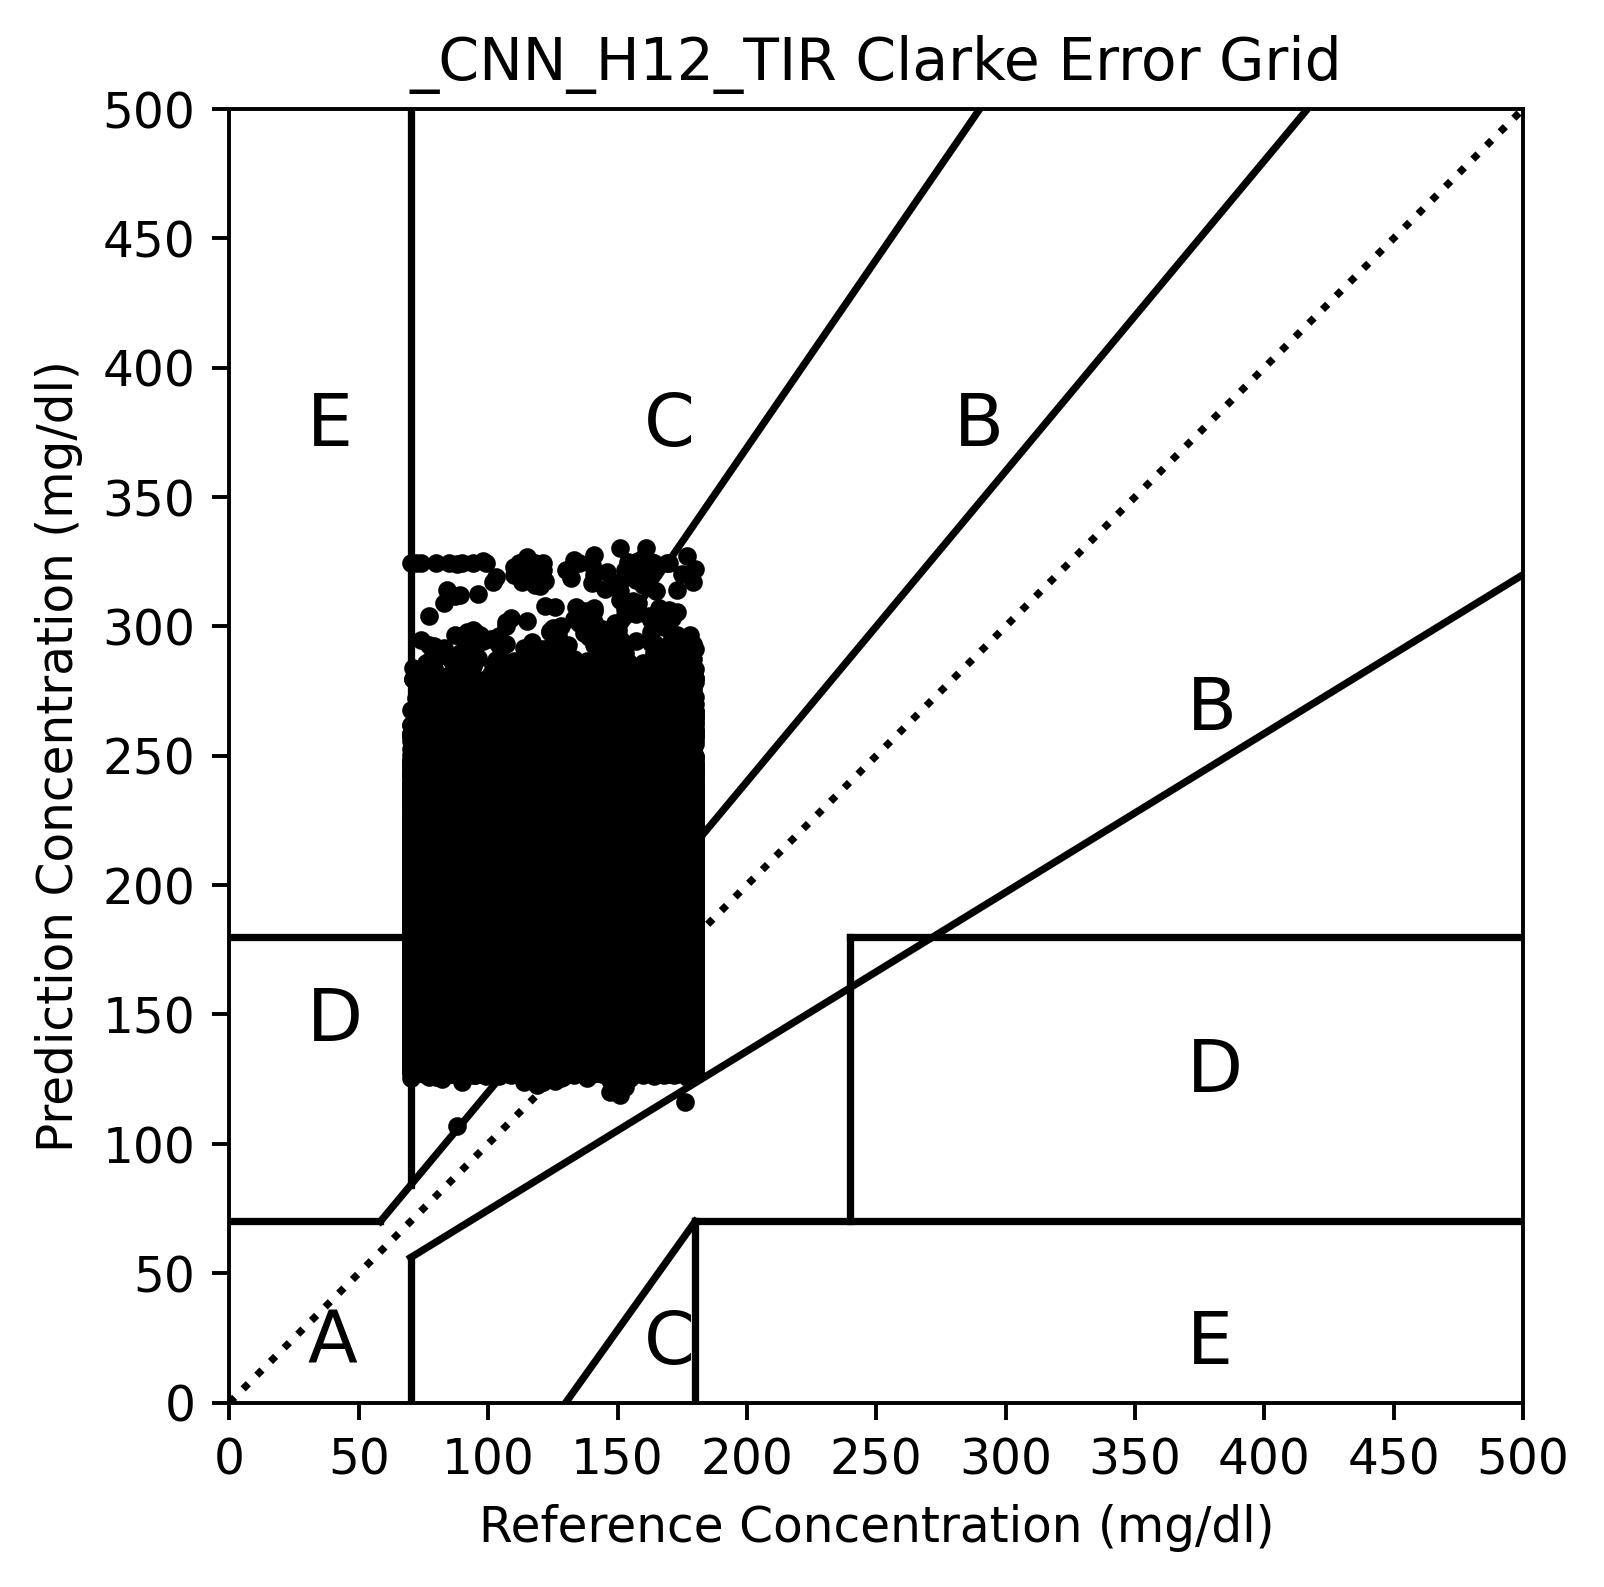 _CNN_H12_TIR Clarke Error Grid
500
450
400
350
300
250
200
150
100
50
0
Prediction Concentration (mg/dl)
E
C
B
B
D
D
A
C
E
0 50 100 150 200 250 300 350 400 450 500
Reference Concentration (mg/dl)